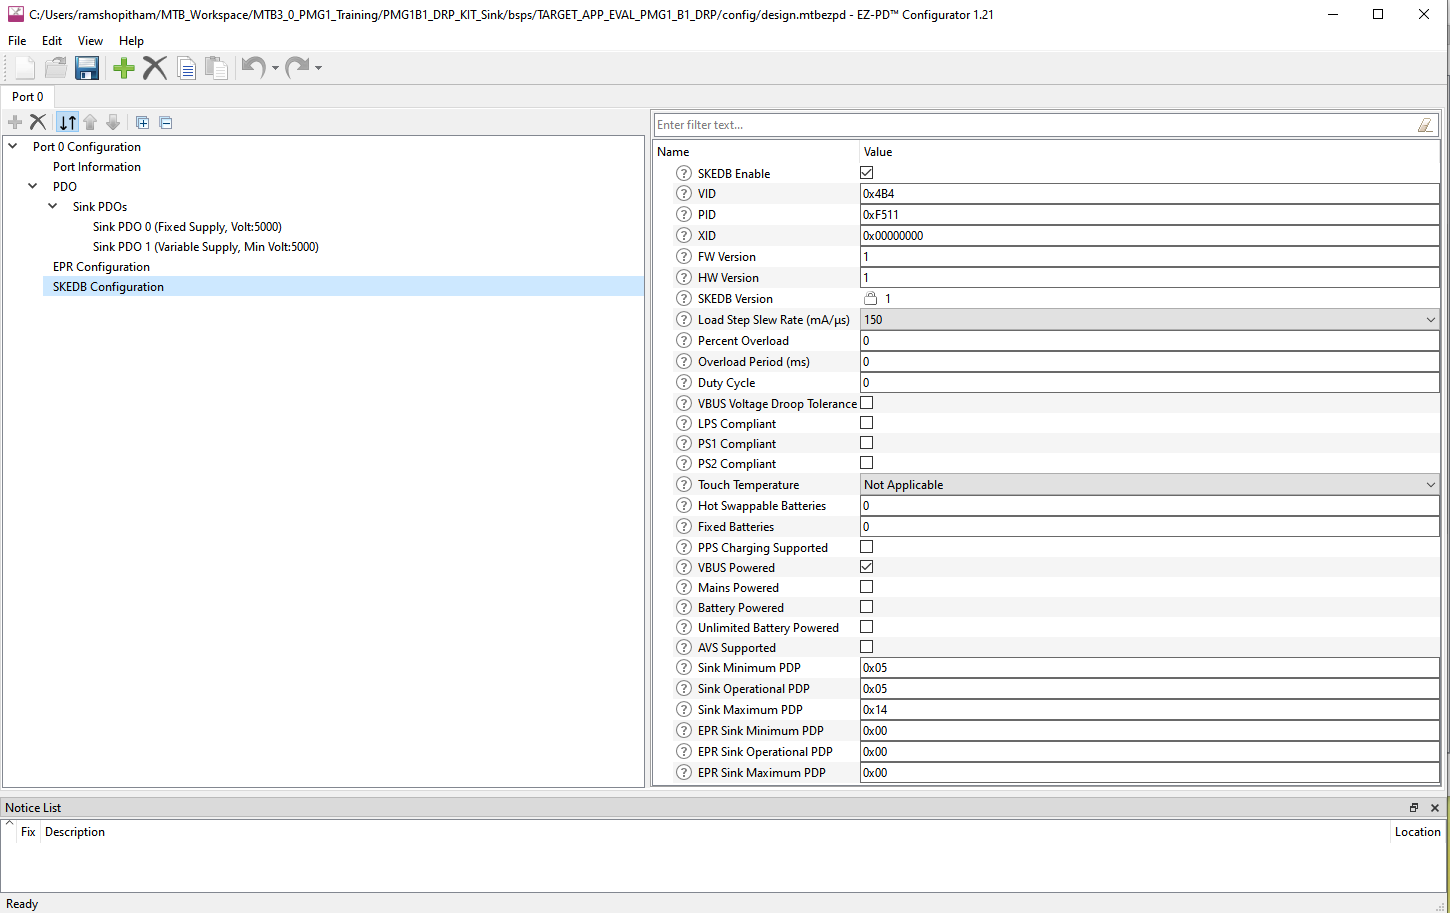 C:/Users/ramshopitham/MTB_Workspace/MTB3_0_PMG1_Training/PMG1B1_DRP_KIT_Sink/bsps/TARGET_APP_EVAL_PMG1_B1_DRP/config/design.mtbezpd - EZ-PD™ Configurator 1.21
File Edit View Help
Port 0
Port 0 Configuration
Port Information
PDO
Sink PDOs
Sink PDO 0 (Fixed Supply, Volt:5000)
Sink PDO 1 (Variable Supply, Min Volt:5000)
EPR Configuration
SKEDB Configuration
Enter filter text...
Name Value
? SKEDB Enable
? VID 0x4B4
? PID 0xF511
? XID 0x00000000
? FW Version 1
? HW Version 1
? SKEDB Version 1
? Load Step Slew Rate (mA/µs) 150
? Percent Overload 0
? Overload Period (ms) 0
? Duty Cycle 0
? VBUS Voltage Droop Tolerance
? LPS Compliant
? PS1 Compliant
? PS2 Compliant
? Touch Temperature Not Applicable
? Hot Swappable Batteries 0
? Fixed Batteries 0
? PPS Charging Supported
? VBUS Powered
? Mains Powered
? Battery Powered
? Unlimited Battery Powered
? AVS Supported
? Sink Minimum PDP 0x05
? Sink Operational PDP 0x05
? Sink Maximum PDP 0x14
? EPR Sink Minimum PDP 0x00
? EPR Sink Operational PDP 0x00
? EPR Sink Maximum PDP 0x00
Notice List
Fix Description Location
Ready